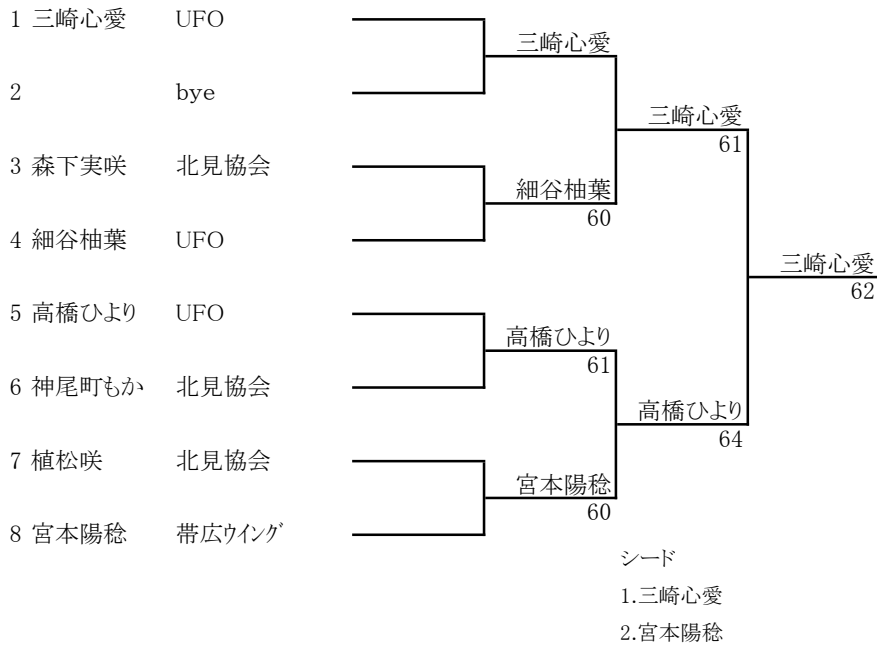 1 三崎心愛 UFO
三崎心愛
2 bye
三崎心愛
61
3 森下実咲 北見協会
細谷柚葉
60
4 細谷柚葉 UFO
三崎心愛
62
5 高橋ひより UFO
高橋ひより
61
6 神尾町もか 北見協会
高橋ひより
64
7 植松咲 北見協会
宮本陽稔
60
8 宮本陽稔 帯広ウイング
シード
1.三崎心愛
2.宮本陽稔